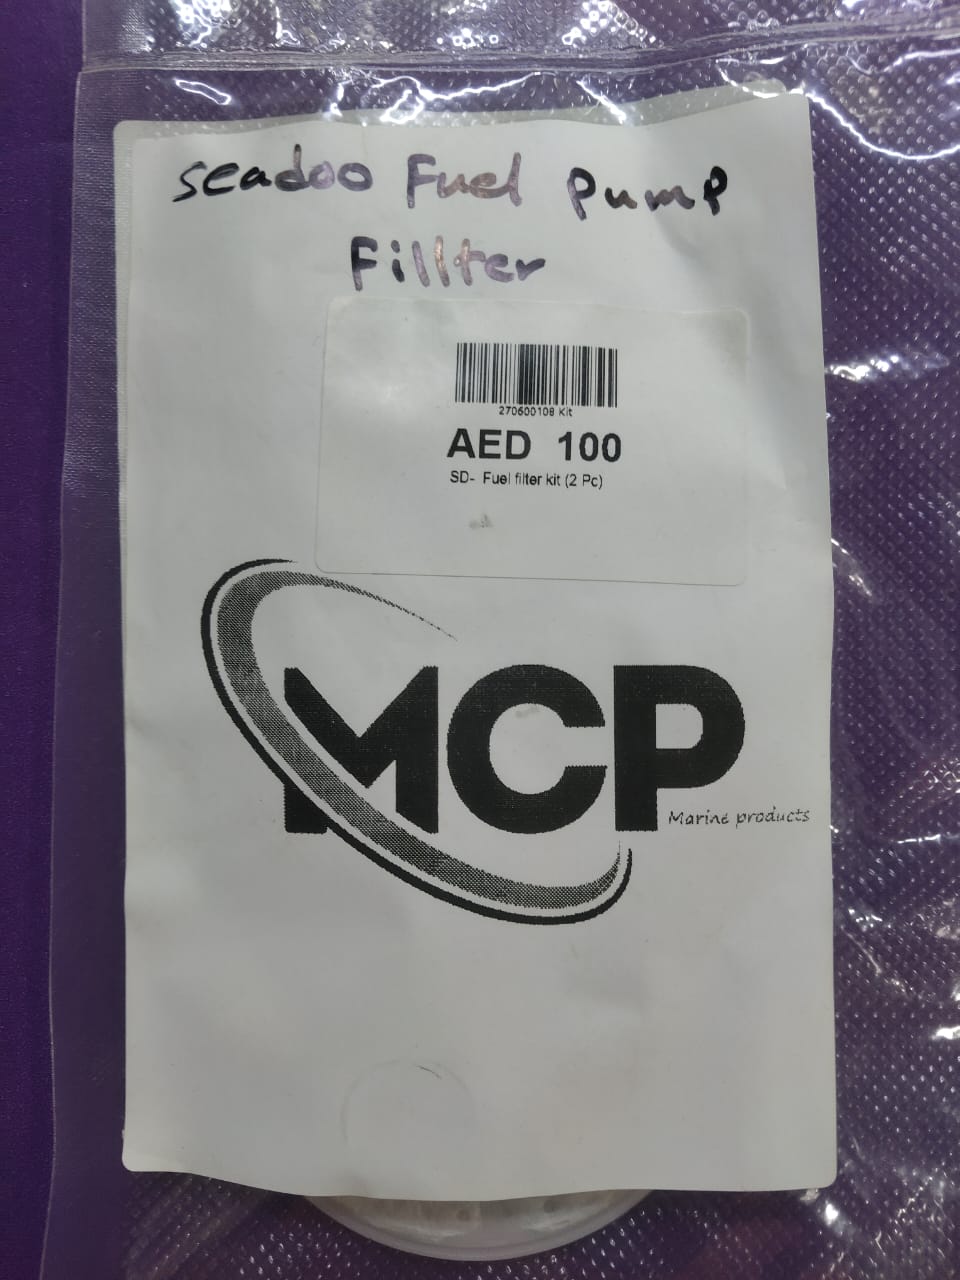 seadoo Fuel Pump
Fillter
270600108 Kit
AED 100
SD- Fuel filter kit (2 Pc)
MCP
Marine products